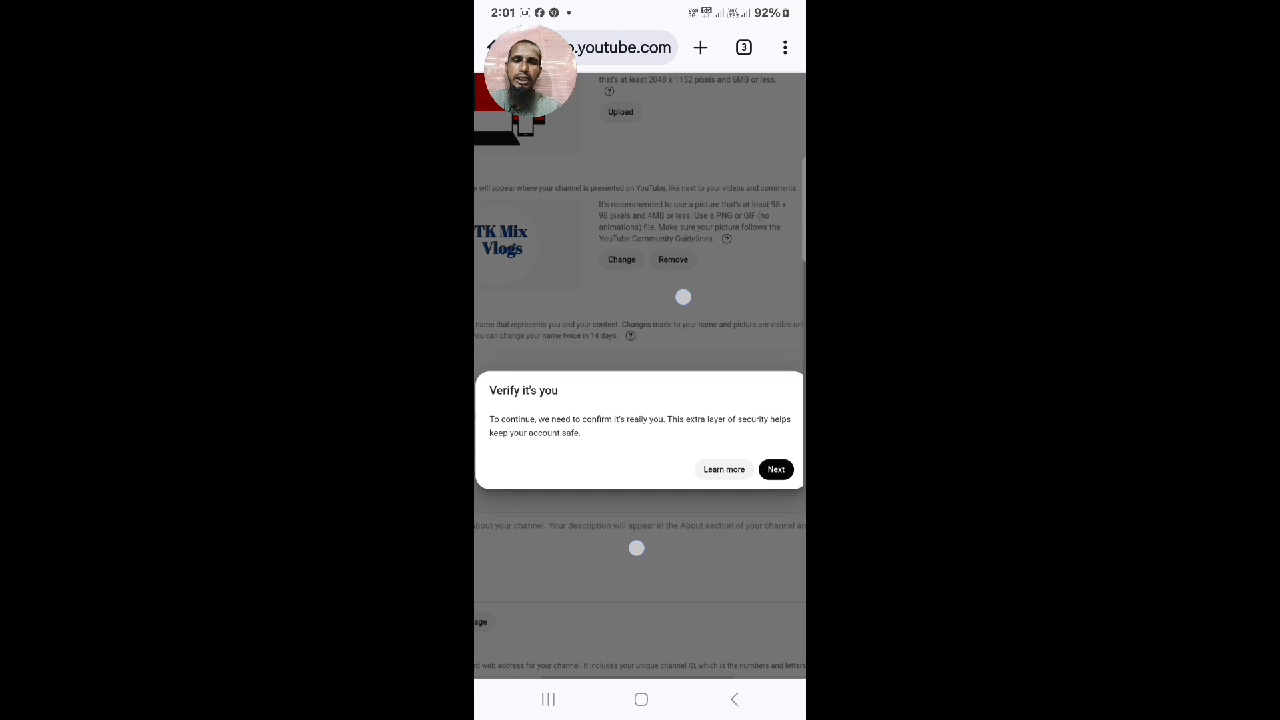 2:01
92%
o.youtube.com
3
that's at least 2048 x 1152 pixels and 6MB or less.
Upload
e will appear where your channel is presented on YouTube, like next to your videos and comments
It's recommended to use a picture that's at least 98 x
98 pixels and 4MB or less. Use a PNG or GIF (no
animations) file. Make sure your picture follows the
YouTube Community Guidelines.
TK Mix
Vlogs
Change Remove
name that represents you and your content. Changes made to your name and picture are visible onl
ou can change your name twice in 14 days.
Verify it's you
To continue, we need to confirm it's really you. This extra layer of security helps
keep your account safe.
Learn more Next
bout your channel. Your description will appear in the About section of your channel an
age
d web address for your channel. It includes your unique channel ID, which is the numbers and letters